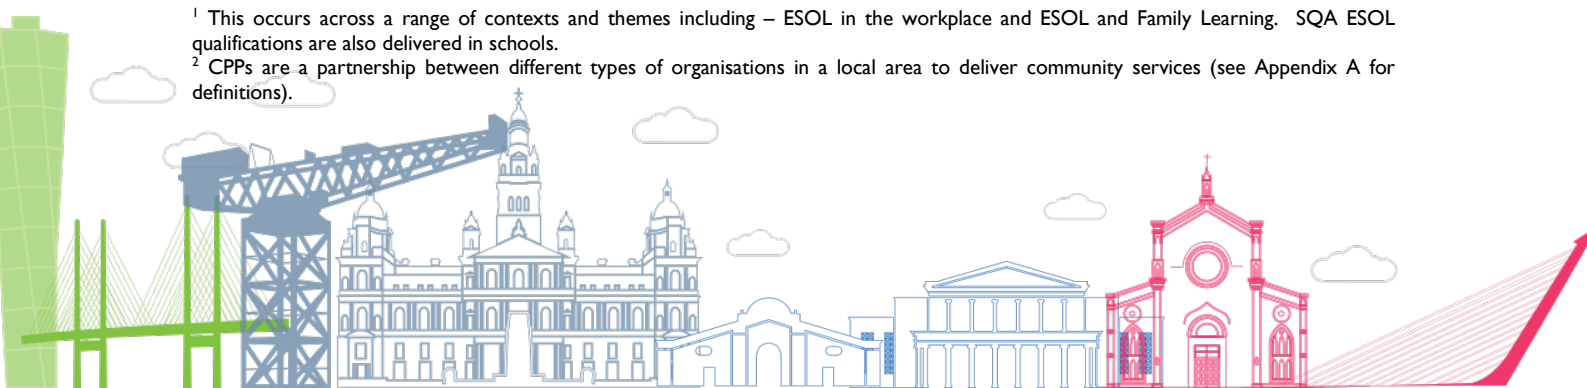 ¹ This occurs across a range of contexts and themes including – ESOL in the workplace and ESOL and Family Learning. SQA ESOL
qualifications are also delivered in schools.
² CPPs are a partnership between different types of organisations in a local area to deliver community services (see Appendix A for
definitions).